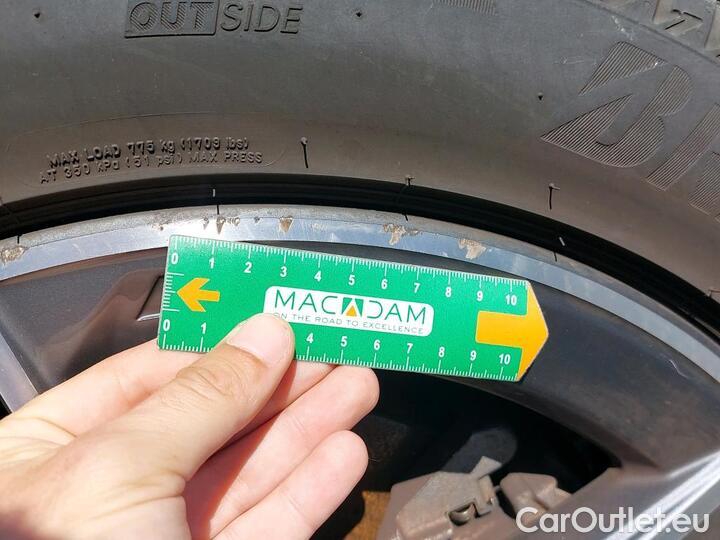 OUTSIDE
MAX LOAD 775 kg (1709 lbs)
AT 350 kPa (51 psi) MAX PRESS
BR
0 1 2 3 4 5 6 7 8 9 10
MACADAM
ON THE ROAD TO EXCELLENCE
0 1 4 5 6 7 8 9 10
CarOutlet.eu